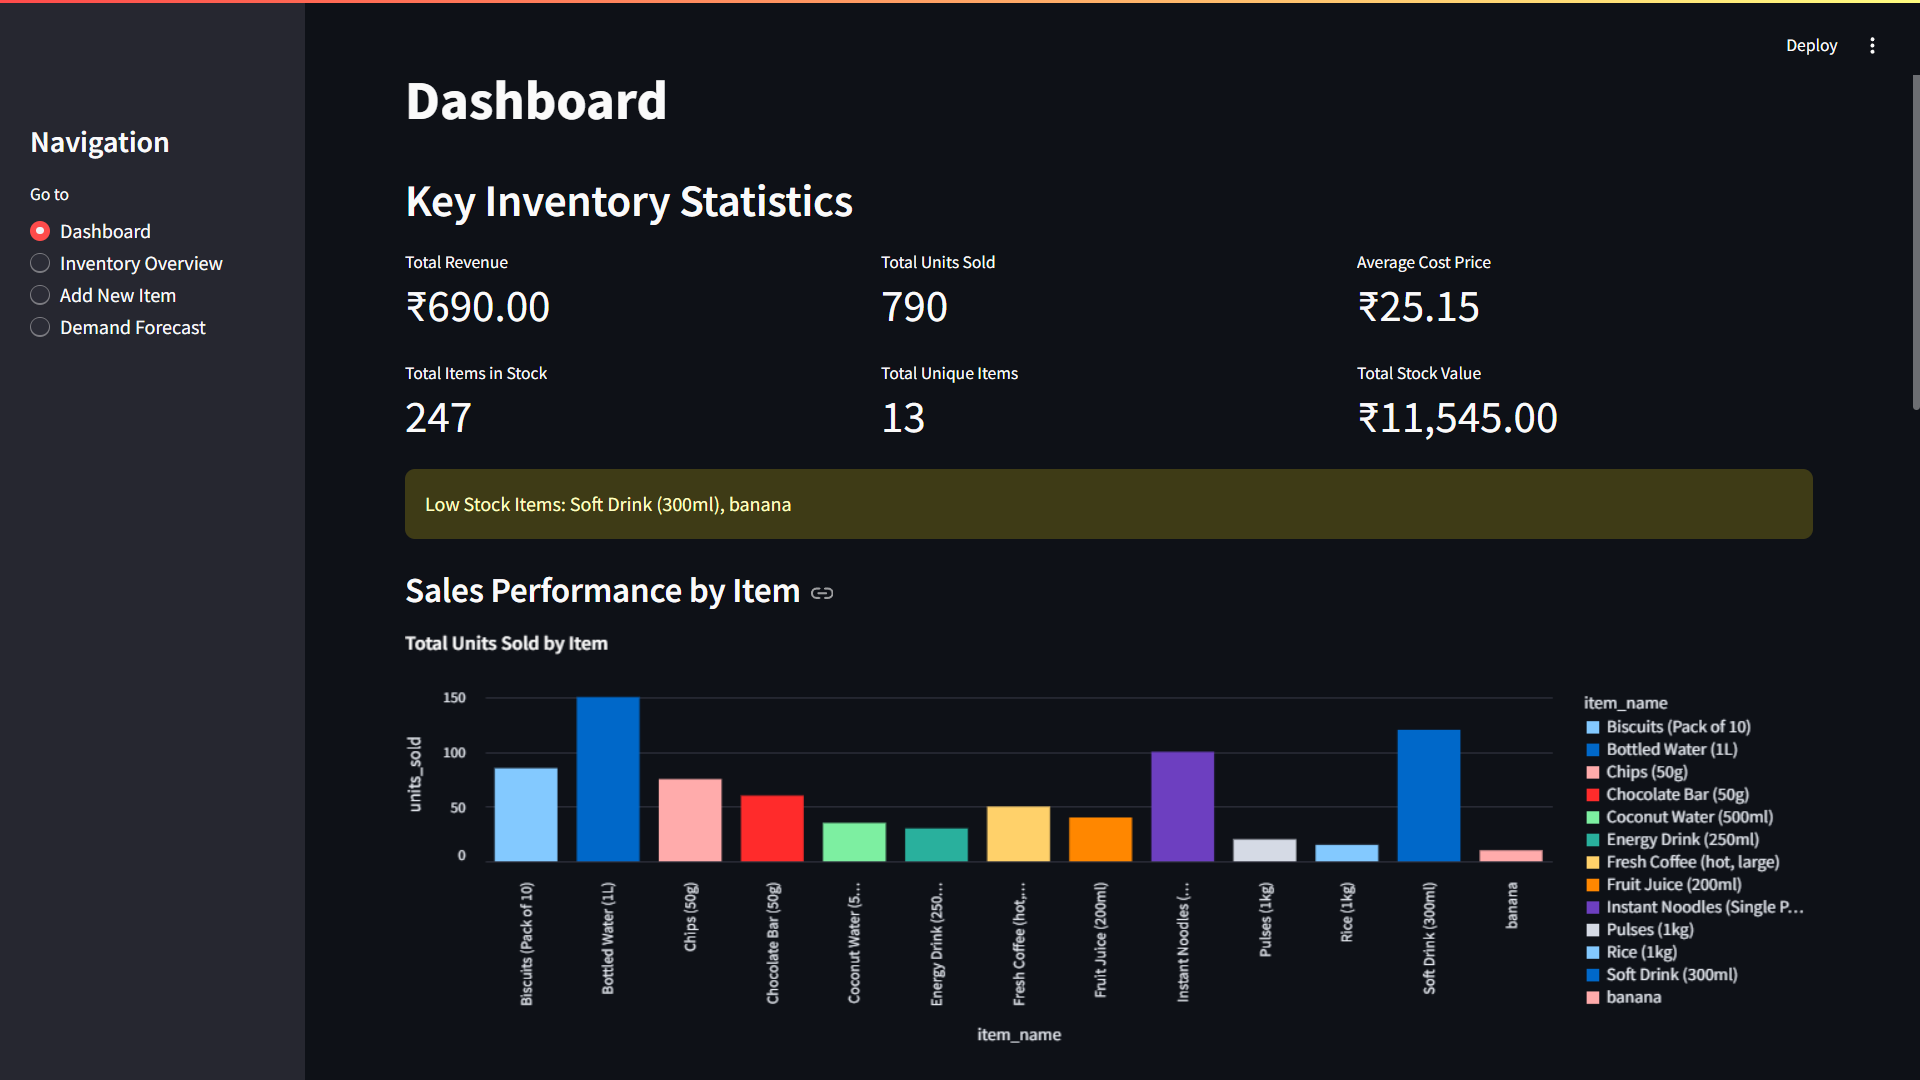 Deploy
Navigation
Go to
Dashboard
Inventory Overview
Add New Item
Demand Forecast
Dashboard
Key Inventory Statistics
Total Revenue
₹690.00
Total Units Sold
790
Average Cost Price
₹25.15
Total Items in Stock
247
Total Unique Items
13
Total Stock Value
₹11,545.00
Low Stock Items: Soft Drink (300ml), banana
Sales Performance by Item
Total Units Sold by Item
units_sold
150
100
50
0
Biscuits (Pack of 10)
Bottled Water (1L)
Chips (50g)
Chocolate Bar (50g)
Coconut Water (5…
Energy Drink (250…
Fresh Coffee (hot,…
Fruit Juice (200ml)
Instant Noodles (…
Pulses (1kg)
Rice (1kg)
Soft Drink (300ml)
banana
item_name
item_name
Biscuits (Pack of 10)
Bottled Water (1L)
Chips (50g)
Chocolate Bar (50g)
Coconut Water (500ml)
Energy Drink (250ml)
Fresh Coffee (hot, large)
Fruit Juice (200ml)
Instant Noodles (Single P…
Pulses (1kg)
Rice (1kg)
Soft Drink (300ml)
banana